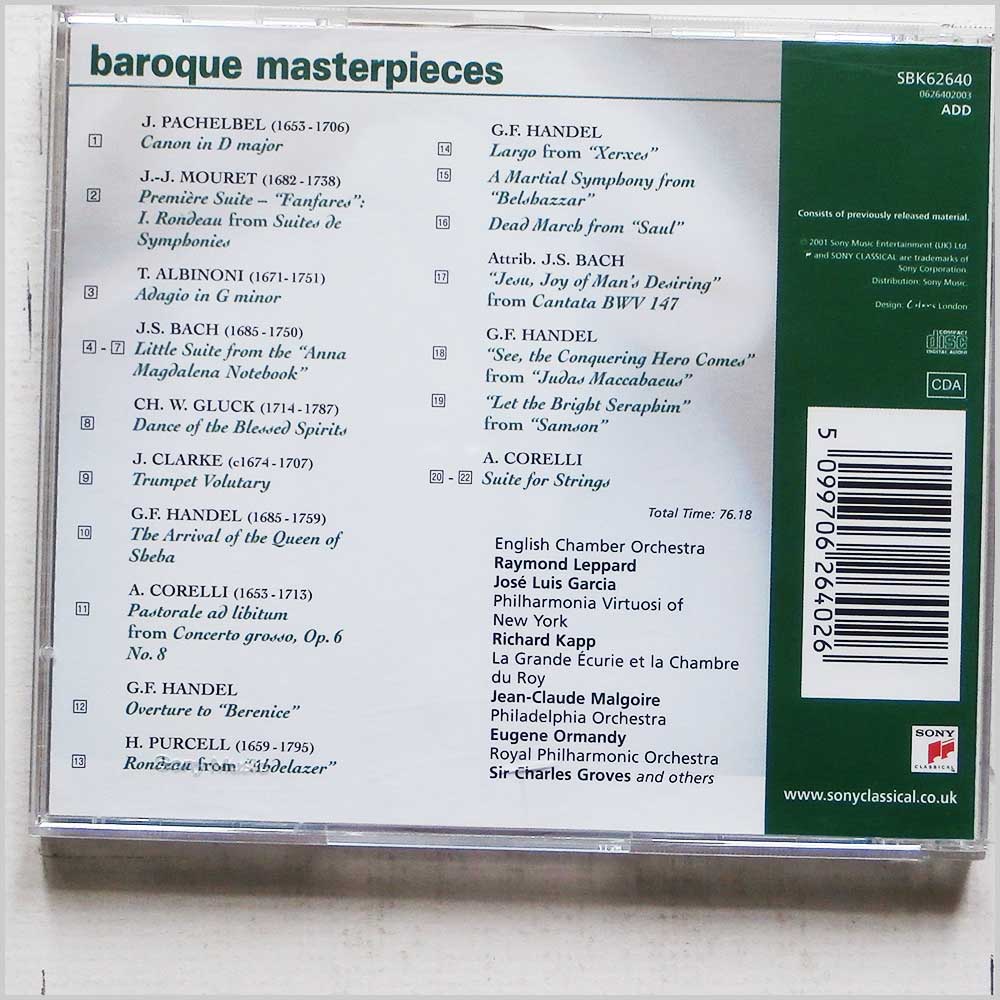 baroque masterpieces
J. PACHELBEL (1653-1706)
1 Canon in D major
J.-J. MOURET (1682-1738)
2 Première Suite – “Fanfares”:
I. Rondeau from Suites de
Symphonies
T. ALBINONI (1671-1751)
3 Adagio in G minor
J.S. BACH (1685-1750)
4 - 7 Little Suite from the “Anna
Magdalena Notebook”
CH. W. GLUCK (1714-1787)
8 Dance of the Blessed Spirits
J. CLARKE (c1674-1707)
9 Trumpet Volutary
G.F. HANDEL (1685-1759)
10 The Arrival of the Queen of
Sheba
A. CORELLI (1653-1713)
11 Pastorale ad libitum
from Concerto grosso, Op. 6
No. 8
G.F. HANDEL
12 Overture to “Berenice”
H. PURCELL (1659-1795)
13 Rondeau from “Abdelazer”
G.F. HANDEL
14 Largo from “Xerxes”
15 A Martial Symphony from
“Belshazzar”
16 Dead March from “Saul”
Attrib. J.S. BACH
17 “Jesu, Joy of Man's Desiring”
from Cantata BWV 147
G.F. HANDEL
18 “See, the Conquering Hero Comes”
from “Judas Maccabaeus”
19 “Let the Bright Seraphim”
from “Samson”
A. CORELLI
20 - 22 Suite for Strings
Total Time: 76.18
English Chamber Orchestra
Raymond Leppard
José Luis Garcia
Philharmonia Virtuosi of
New York
Richard Kapp
La Grande Écurie et la Chambre
du Roy
Jean-Claude Malgoire
Philadelphia Orchestra
Eugene Ormandy
Royal Philharmonic Orchestra
Sir Charles Groves and others
SBK62640
0626402003
ADD
Consists of previously released material.
℗ 2001 Sony Music Entertainment (UK) Ltd.
and SONY CLASSICAL are trademarks of
Sony Corporation.
Distribution: Sony Music.
Design: London
COMPACT
disc
DIGITAL AUDIO
CDA
5 099706 264026
SONY
CLASSICAL
www.sonyclassical.co.uk